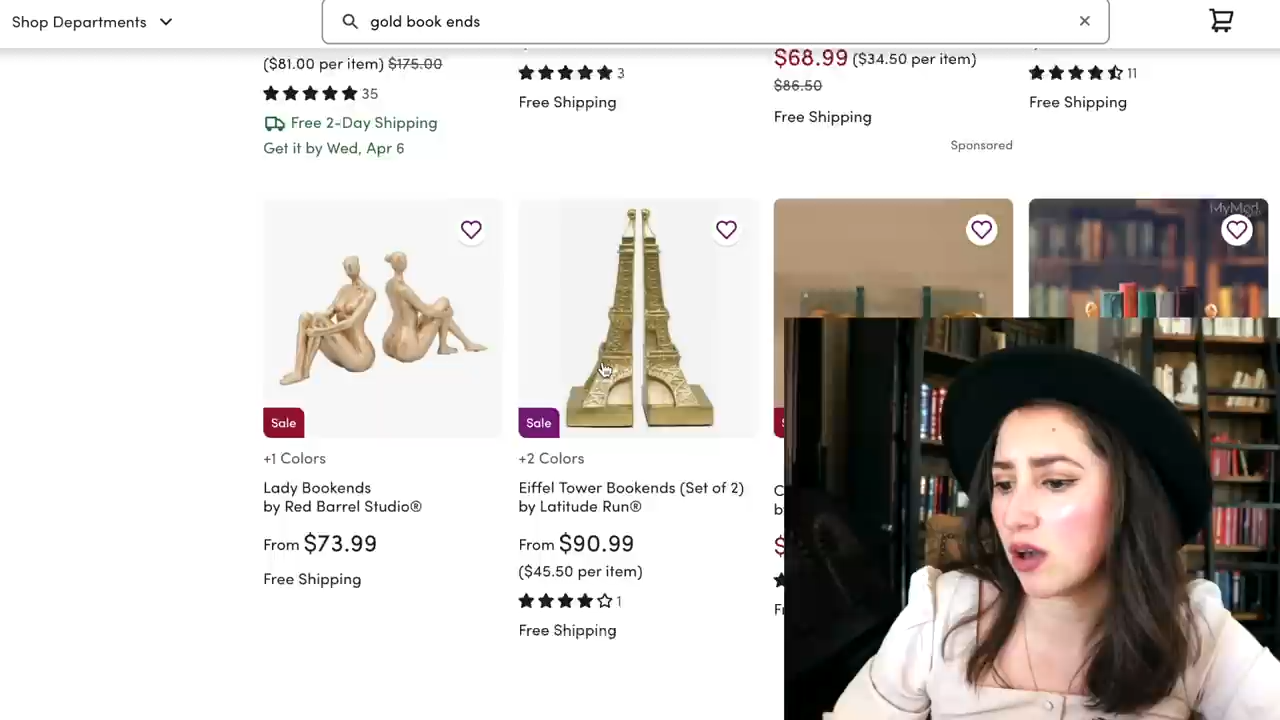 Shop Departments
gold book ends
($81.00 per item) $175.00
35
Free 2-Day Shipping
Get it by Wed, Apr 6
3
Free Shipping
$68.99 ($34.50 per item)
$86.50
Free Shipping
Sponsored
11
Free Shipping
MyMod
Sale
+1 Colors
Lady Bookends
by Red Barrel Studio®
From $73.99
Free Shipping
Sale
+2 Colors
Eiffel Tower Bookends (Set of 2)
by Latitude Run®
From $90.99
($45.50 per item)
1
Free Shipping